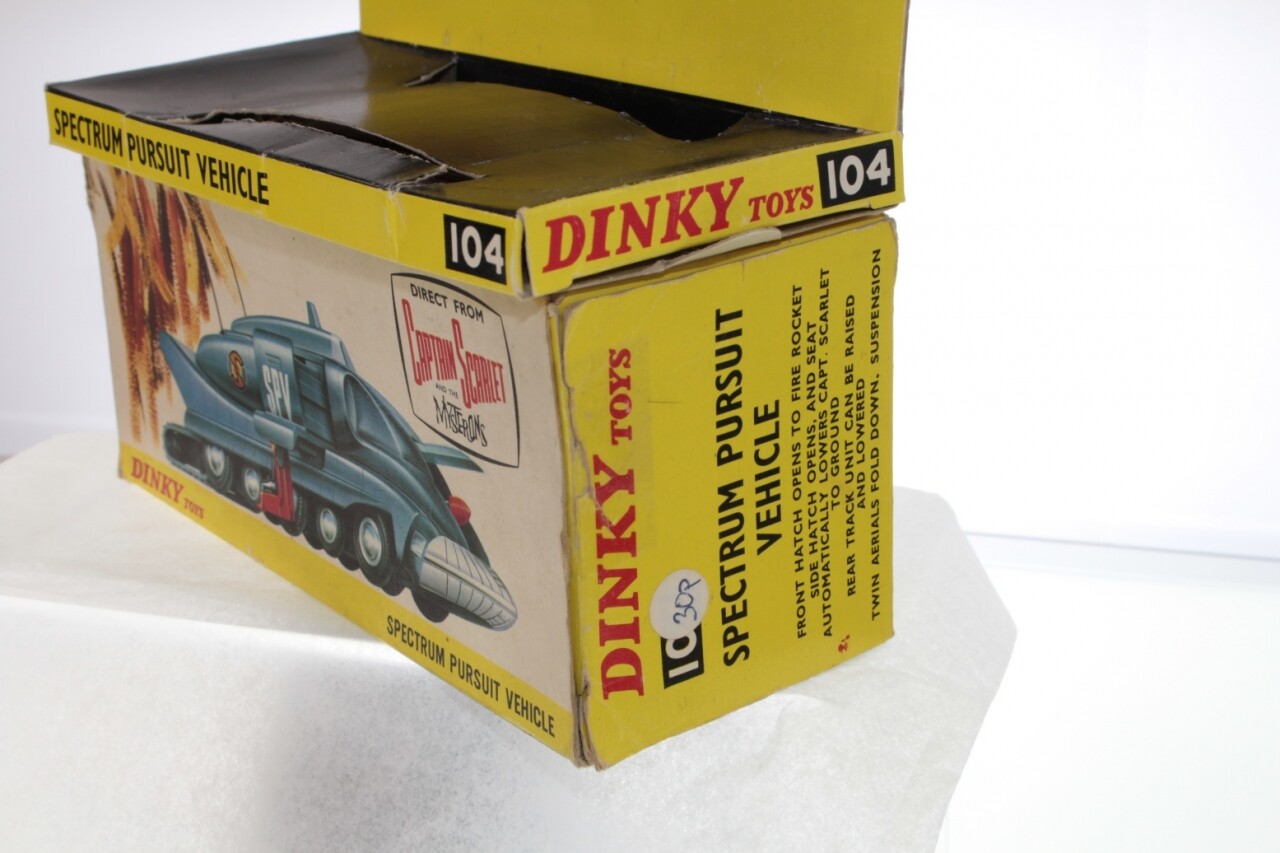 SPECTRUM PURSUIT VEHICLE
104
DINKY TOYS 104
DIRECT FROM
CAPTAIN SCARLET
AND THE
MYSTERONS
SPV
DINKY TOYS
SPECTRUM PURSUIT VEHICLE
DINKY TOYS
10
30p
SPECTRUM PURSUIT
VEHICLE
FRONT HATCH OPENS TO FIRE ROCKET
SIDE HATCH OPENS, AND SEAT
AUTOMATICALLY LOWERS CAPT. SCARLET
TO GROUND
REAR TRACK UNIT CAN BE RAISED
AND LOWERED
TWIN AERIALS FOLD DOWN. SUSPENSION